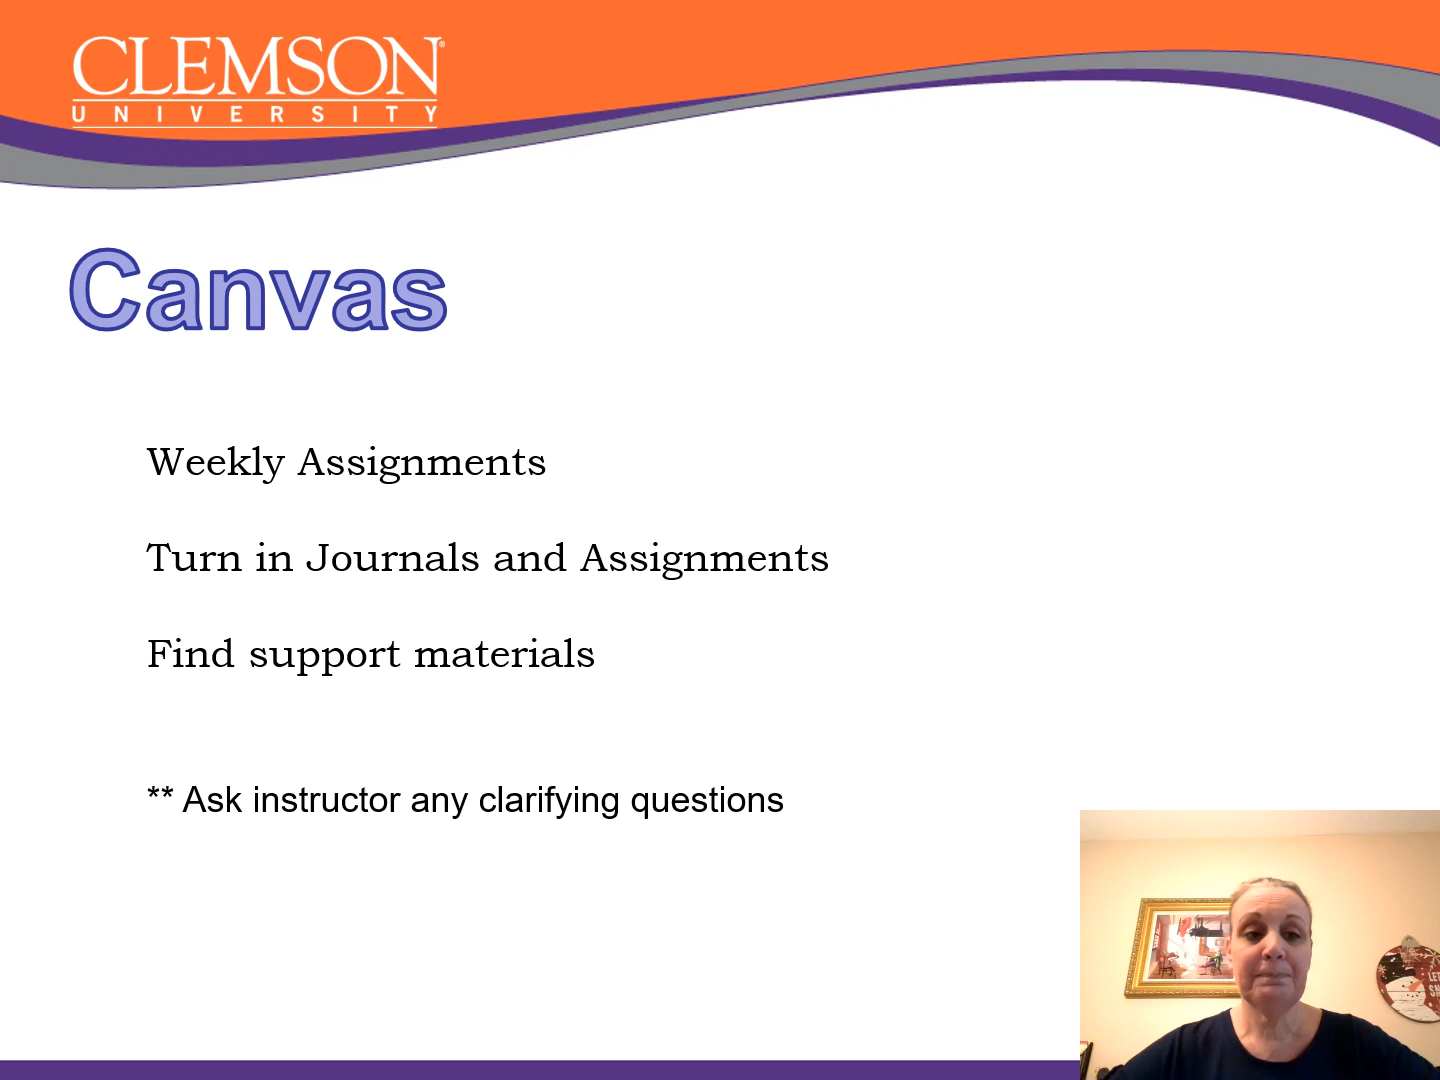 CLEMSON®
UNIVERSITY
Canvas
Weekly Assignments
Turn in Journals and Assignments
Find support materials
** Ask instructor any clarifying questions